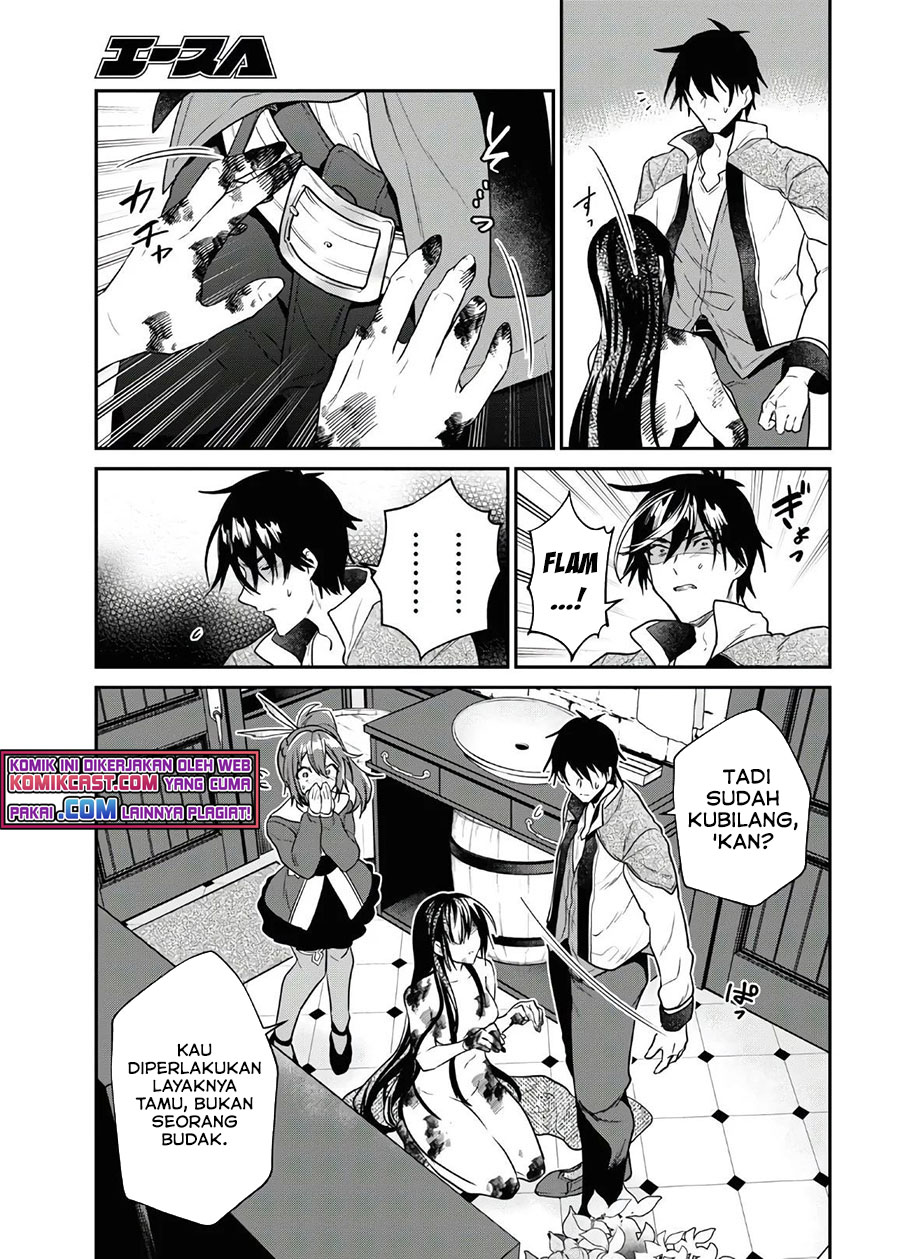 エースA
すっ
カチャ
ぎょっ
FLAM
....!
‥‥‥‥‥‥
KOMIK INI DIKERJAKAN OLEH WEB
KOMIKCAST.COM YANG CUMA
PAKAI .COM LAINNYA PLAGIAT!
TADI
SUDAH
KUBILANG,
'KAN?
ぱっ
KAU
DIPERLAKUKAN
LAYAKNYA
TAMU, BUKAN
SEORANG
BUDAK.